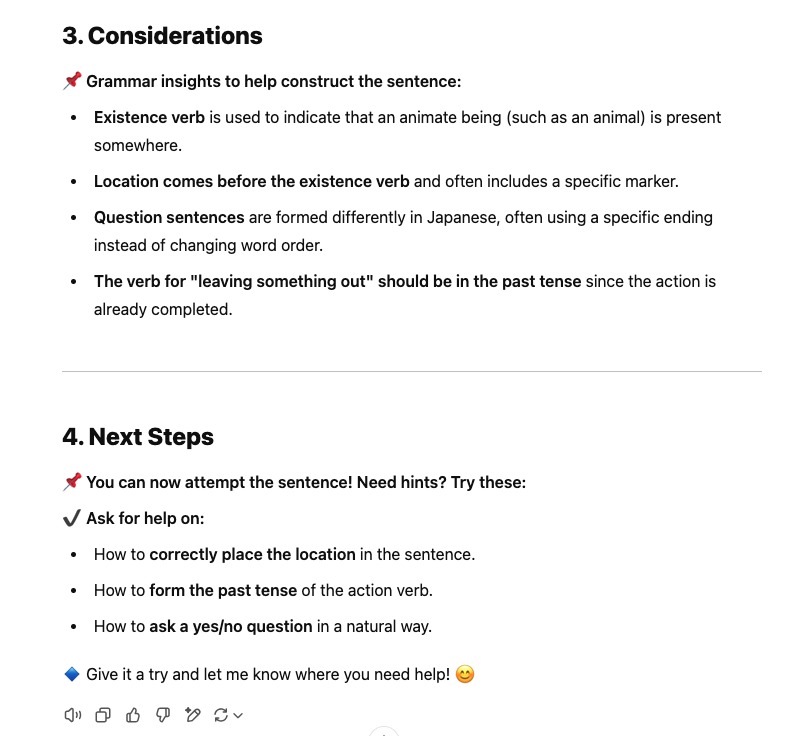 3. Considerations
📌 Grammar insights to help construct the sentence:
• Existence verb is used to indicate that an animate being (such as an animal) is present
somewhere.
• Location comes before the existence verb and often includes a specific marker.
• Question sentences are formed differently in Japanese, often using a specific ending
instead of changing word order.
• The verb for "leaving something out" should be in the past tense since the action is
already completed.
4. Next Steps
📌 You can now attempt the sentence! Need hints? Try these:
✔ Ask for help on:
• How to correctly place the location in the sentence.
• How to form the past tense of the action verb.
• How to ask a yes/no question in a natural way.
🔹 Give it a try and let me know where you need help! 😊